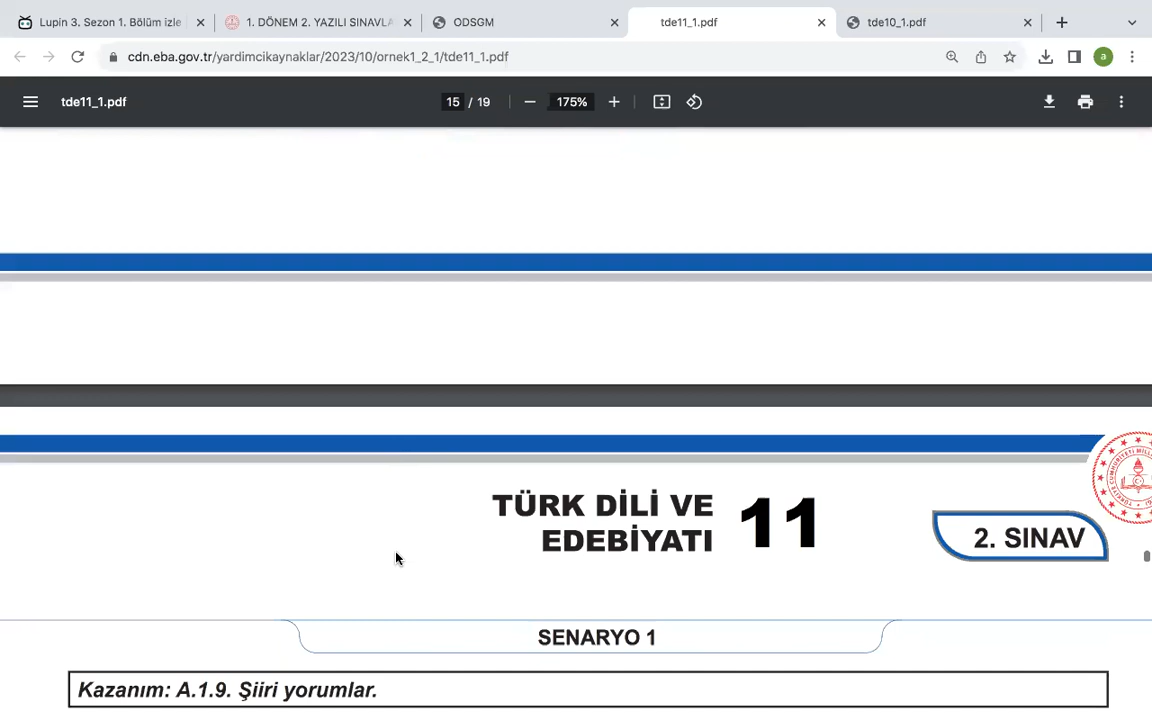 Lupin 3. Sezon 1. Bölüm izle
1. DÖNEM 2. YAZILI SINAVLA
ODSGM
tde11_1.pdf
tde10_1.pdf
cdn.eba.gov.tr/yardimcikaynaklar/2023/10/ornek1_2_1/tde11_1.pdf
a
tde11_1.pdf
15 / 19
175%
TÜRK DİLİ VE
EDEBİYATI
11
2. SINAV
SENARYO 1
Kazanım: A.1.9. Şiiri yorumlar.